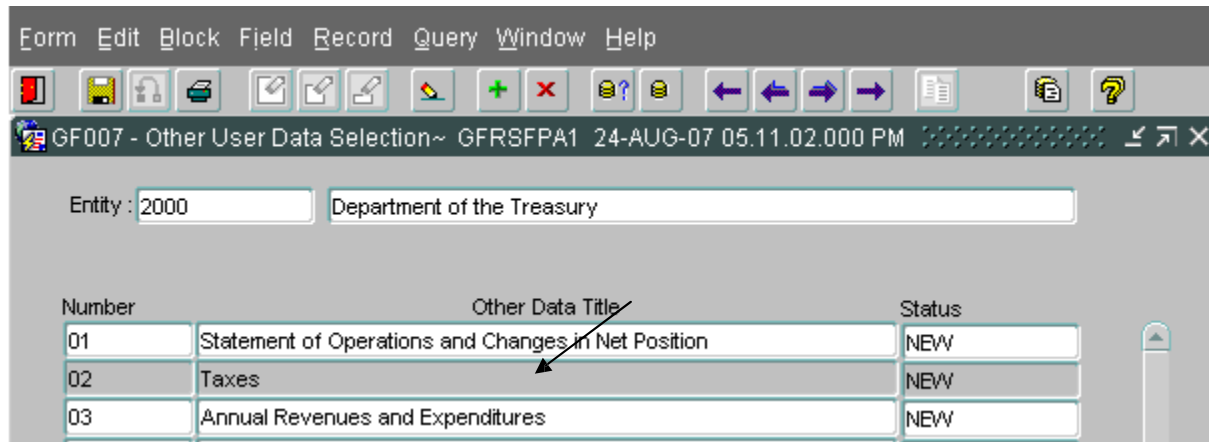 Form Edit Block Field Record Query Window Help
GF007 - Other User Data Selection~ GFRSFPA1 24-AUG-07 05.11.02.000 PM
Entity : 2000 Department of the Treasury
Number Other Data Title Status
01 Statement of Operations and Changes in Net Position NEW
02 Taxes NEW
03 Annual Revenues and Expenditures NEW